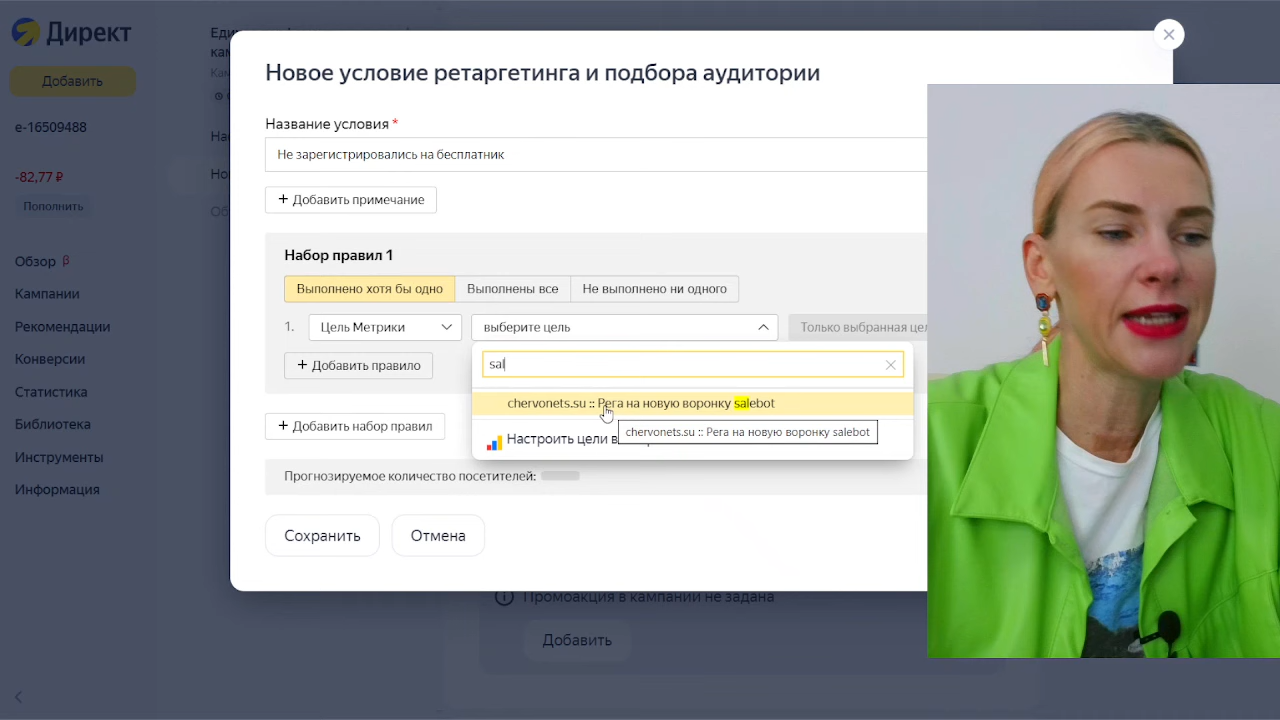 Директ
Добавить
e-16509488
-82,77 ₽
Пополнить
Обзор β
Кампании
Рекомендации
Конверсии
Статистика
Библиотека
Инструменты
Информация
Новое условие ретаргетинга и подбора аудитории
Название условия *
Не зарегистрировались на бесплатник
+ Добавить примечание
Набор правил 1
Выполнено хотя бы одно
Выполнены все
Не выполнено ни одного
1. Цель Метрики
выберите цель
Только выбранная
+ Добавить правило
sal
chervonets.su :: Рега на новую воронку salebot
chervonets.su :: Рега на новую воронку salebot
Настроить цели
+ Добавить набор правил
Прогнозируемое количество посетителей:
Сохранить
Отмена
Промоакция в кампании не задана
Добавить